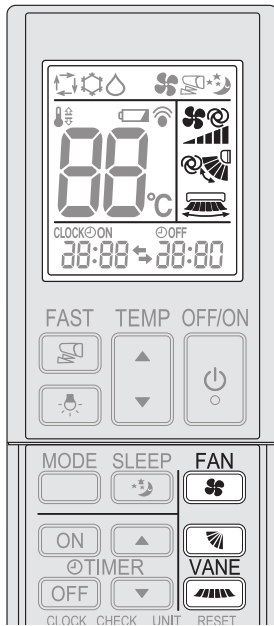 88°C
CLOCK ON OFF
88:88 88:80
FAST TEMP OFF/ON
MODE SLEEP FAN
ON
TIMER VANE
OFF
CLOCK CHECK UNIT RESET